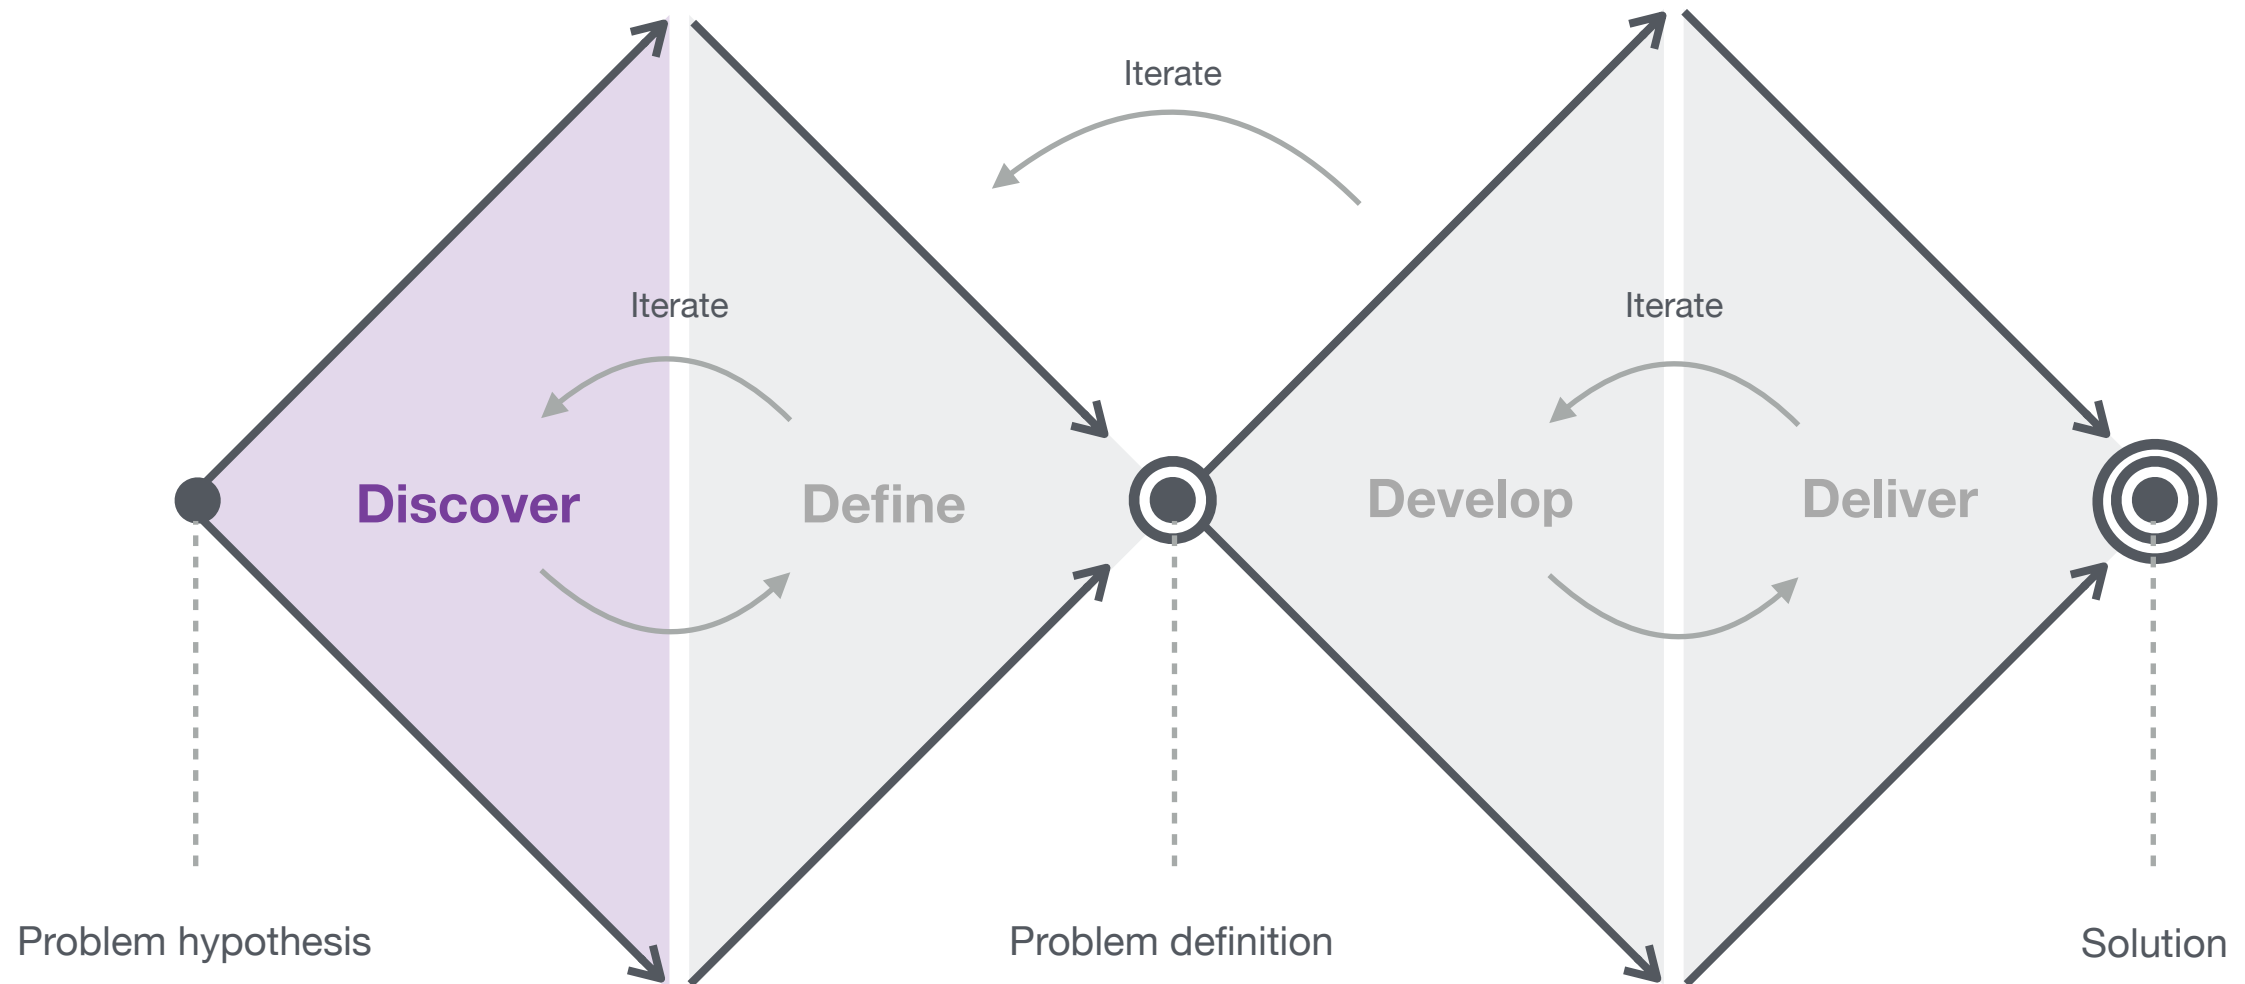 Iterate
Iterate
Iterate
Discover
Define
Develop
Deliver
Problem hypothesis
Problem definition
Solution